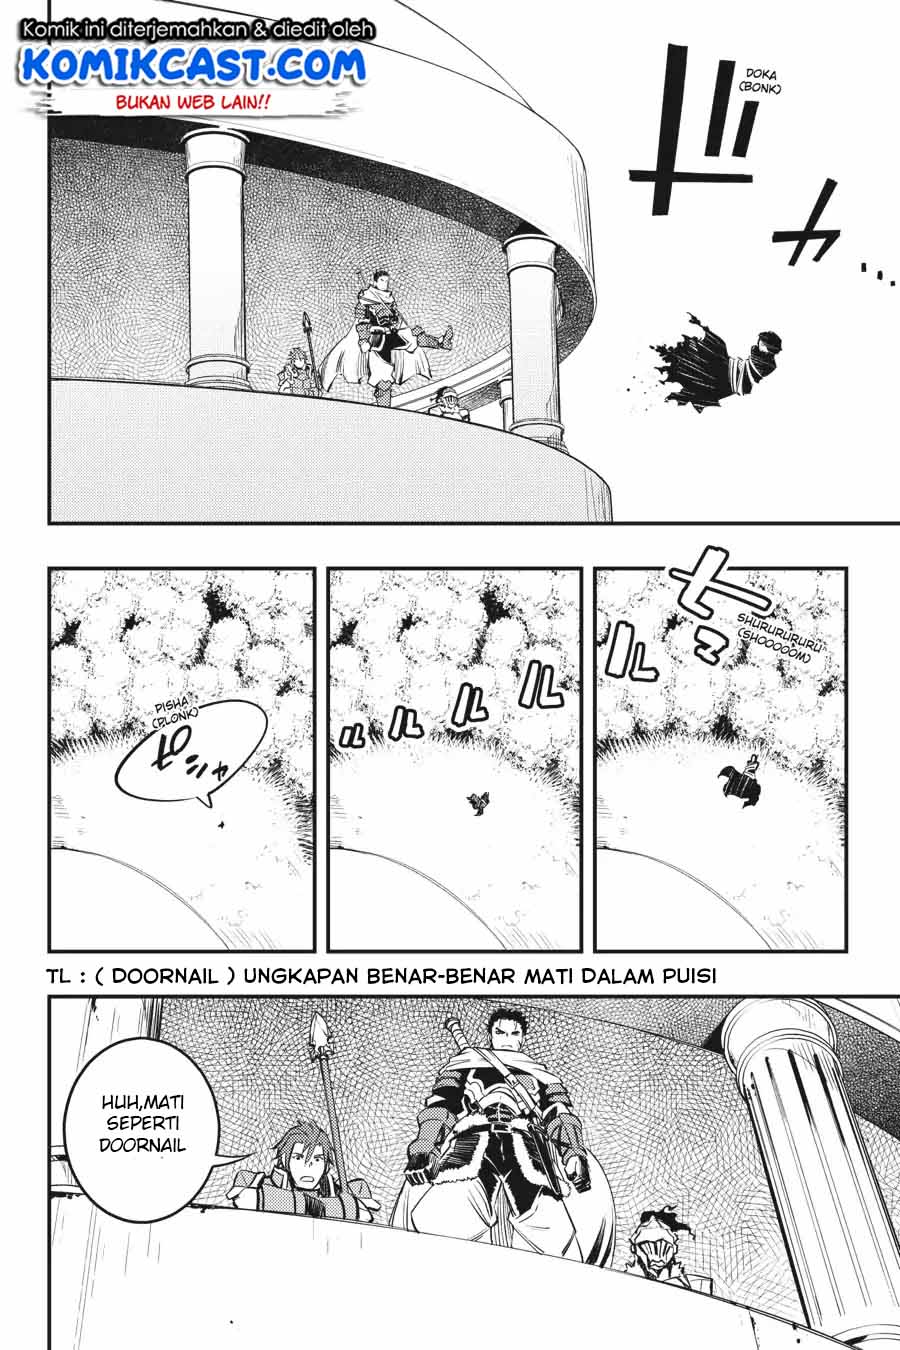 Komik ini diterjemahkan & diedit oleh
KOMIKCAST.COM
BUKAN WEB LAIN!!
DOKA
(BONK)
ドカ...
SHURURURURU
(SHOOOOOM)
ヒュ
ルルルル
PISHA
(PLONK)
ピシャ
TL : ( DOORNAIL ) UNGKAPAN BENAR-BENAR MATI DALAM PUISI
HUH,MATI
SEPERTI
DOORNAIL